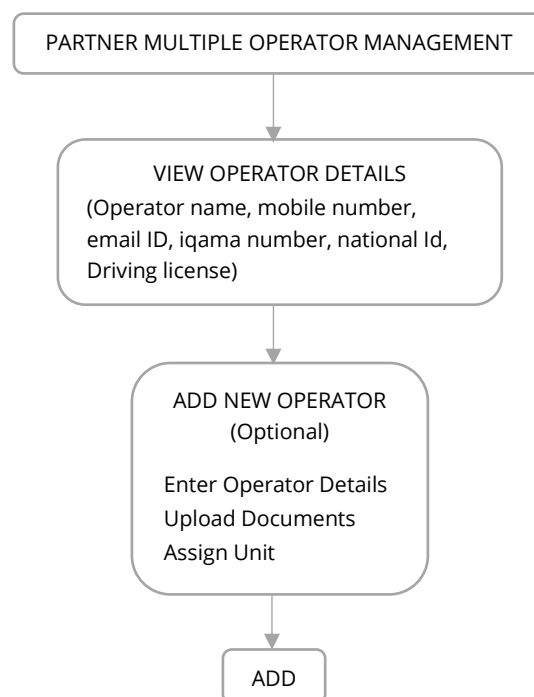 PARTNER MULTIPLE OPERATOR MANAGEMENT
VIEW OPERATOR DETAILS
(Operator name, mobile number,
email ID, iqama number, national Id,
Driving license)
ADD NEW OPERATOR
(Optional)
Enter Operator Details
Upload Documents
Assign Unit
ADD